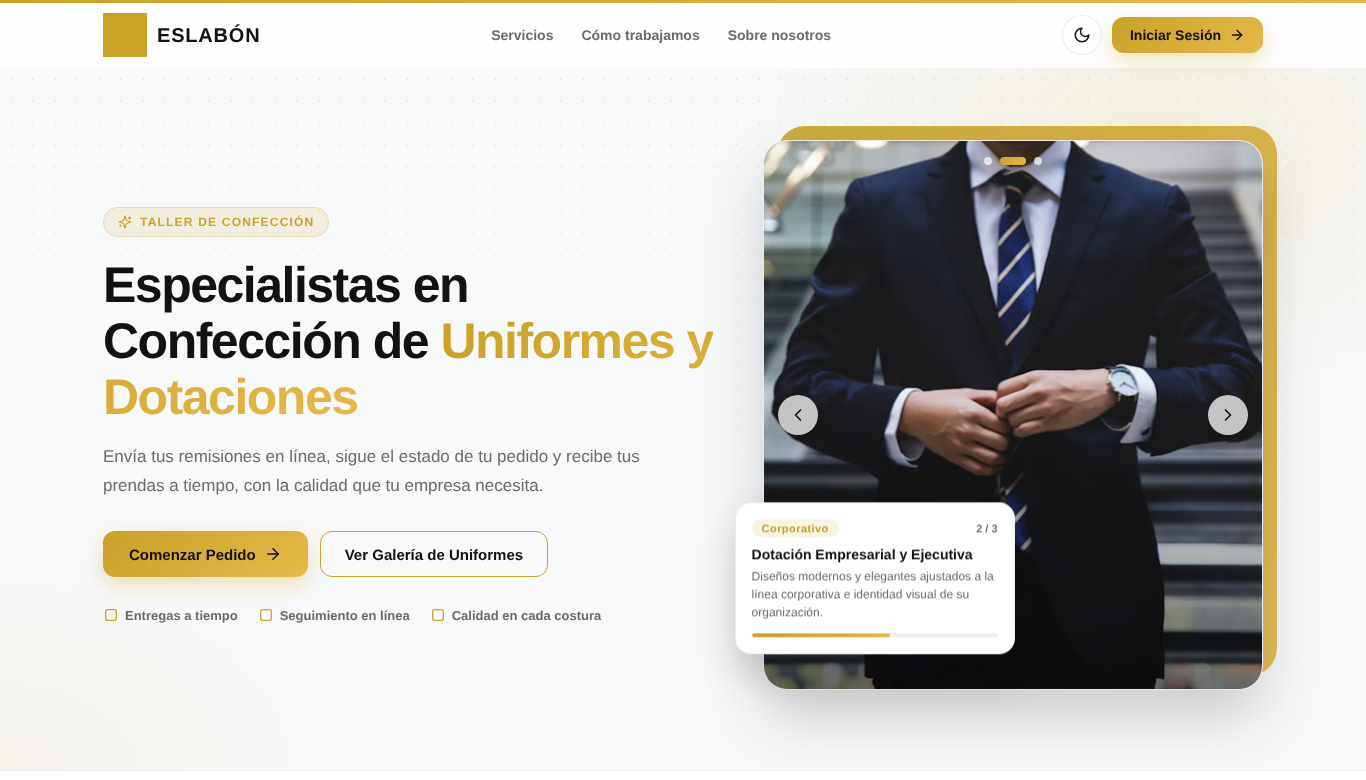 ESLABÓN
Servicios
Cómo trabajamos
Sobre nosotros
Iniciar Sesión
TALLER DE CONFECCIÓN
Especialistas en
Confección de Uniformes y
Dotaciones
Envía tus remisiones en línea, sigue el estado de tu pedido y recibe tus
prendas a tiempo, con la calidad que tu empresa necesita.
Comenzar Pedido
Ver Galería de Uniformes
Entregas a tiempo
Seguimiento en línea
Calidad en cada costura
Corporativo
2 / 3
Dotación Empresarial y Ejecutiva
Diseños modernos y elegantes ajustados a la
línea corporativa e identidad visual de su
organización.